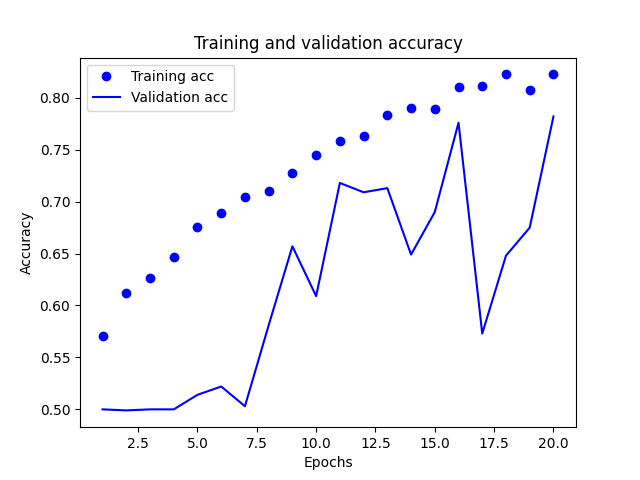 Training and validation accuracy
Training acc
Validation acc
0.80
0.75
0.70
0.65
0.60
0.55
0.50
Accuracy
2.5 5.0 7.5 10.0 12.5 15.0 17.5 20.0
Epochs